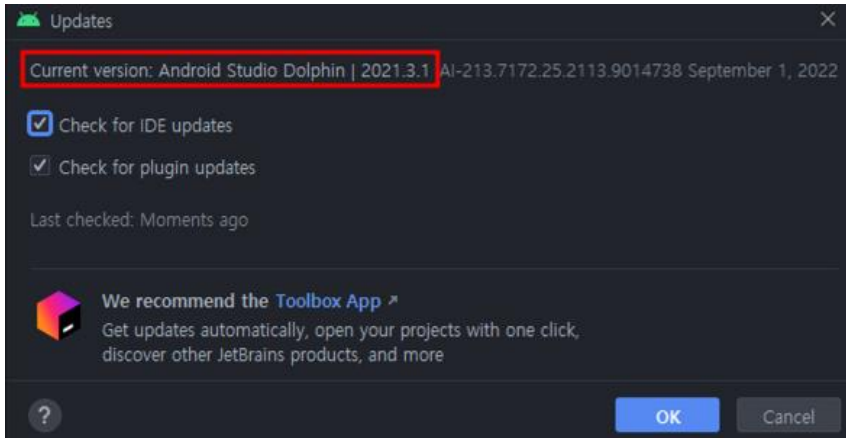 Updates
Current version: Android Studio Dolphin | 2021.3.1 AI-213.7172.25.2113.9014738 September 1, 2022
Check for IDE updates
Check for plugin updates
Last checked: Moments ago
We recommend the Toolbox App ↗
Get updates automatically, open your projects with one click,
discover other JetBrains products, and more
?
OK
Cancel